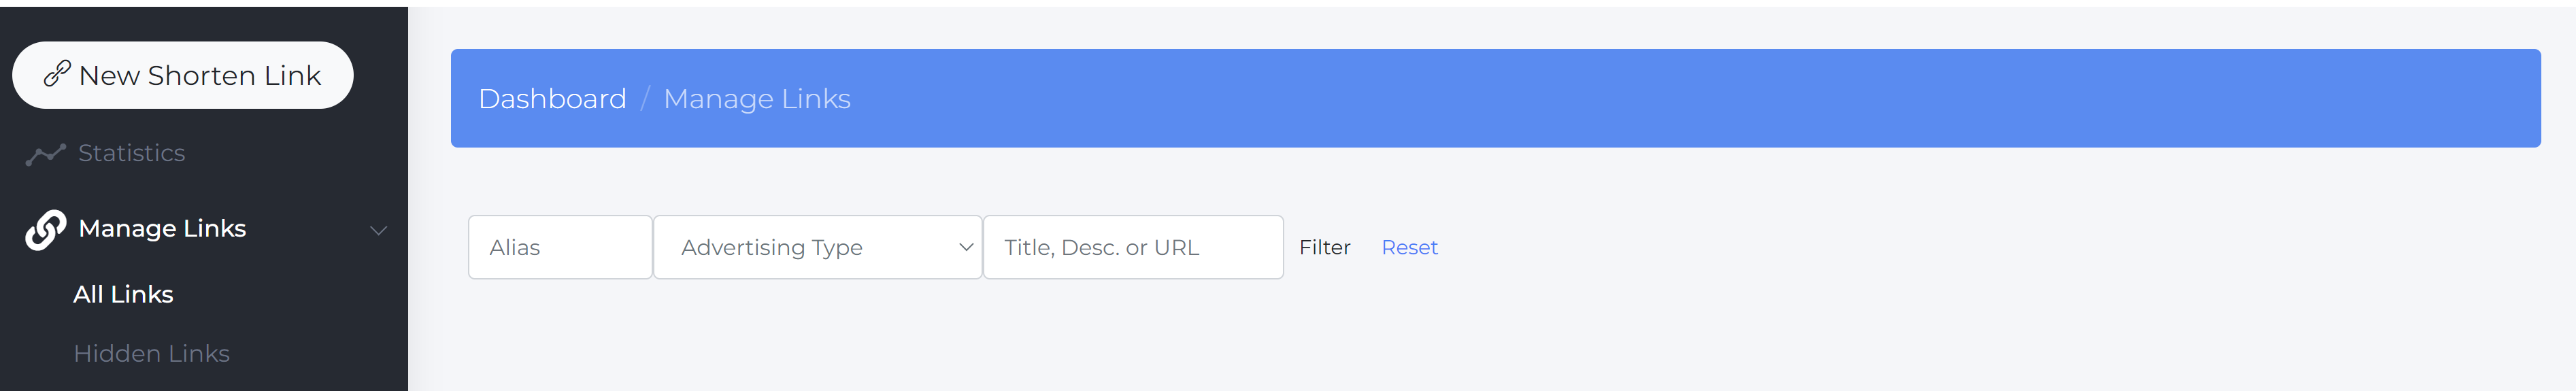 New Shorten Link
Statistics
Manage Links
All Links
Hidden Links
Dashboard / Manage Links
Alias Advertising Type Title, Desc. or URL Filter Reset